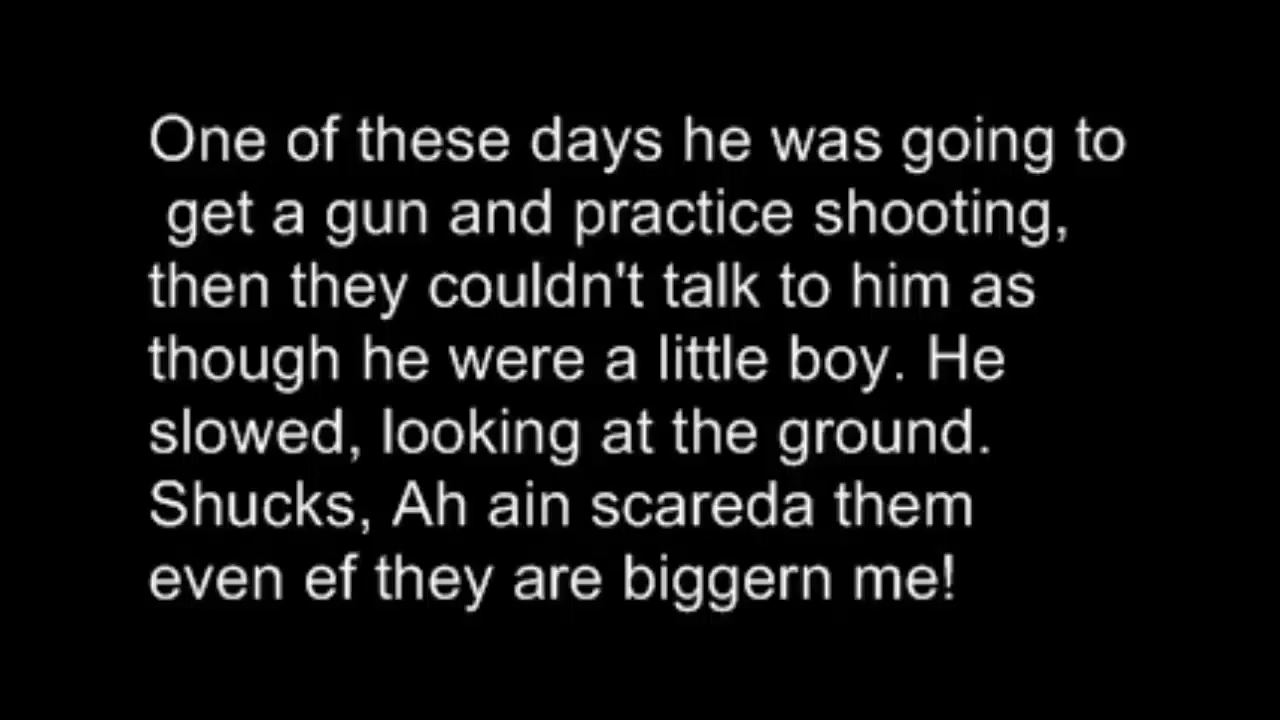 One of these days he was going to
get a gun and practice shooting,
then they couldn't talk to him as
though he were a little boy. He
slowed, looking at the ground.
Shucks, Ah ain scareda them
even ef they are biggern me!